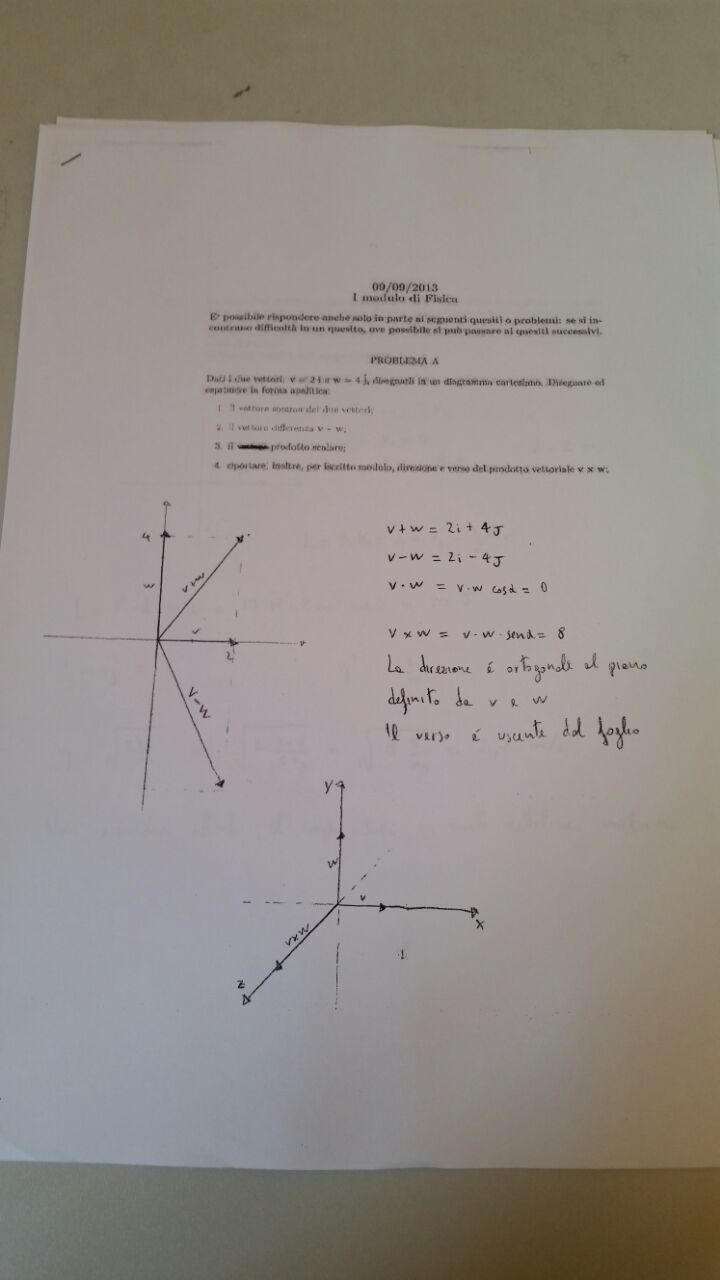 09/09/2013
I modulo di Fisica
E' possibile rispondere anche solo in parte ai seguenti quesiti o problemi: se si in-
contrano difficoltà in un quesito, ove possibile si può passare ai quesiti successivi.
PROBLEMA A
Dati i due vettori: v = 2 i e w = 4 j, disegnarli in un diagramma cartesiano. Disegnare ed
esprimere in forma analitica:
1. il vettore somma dei due vettori;
2. il vettore differenza v - w;
3. il prodotto scalare;
4. riportare, inoltre, per iscritto modulo, direzione e verso del prodotto vettoriale v × w;
4
w
v+w
v
2
v-w
v+w = 2i + 4J
v-w = 2i - 4J
v·w = v·w cosα = 0
v×w = v·w·senα = 8
La direzione é ortogonale al piano
definito da v e w
Il verso é uscente dal foglio
y
w
v
x
v×w
z
1